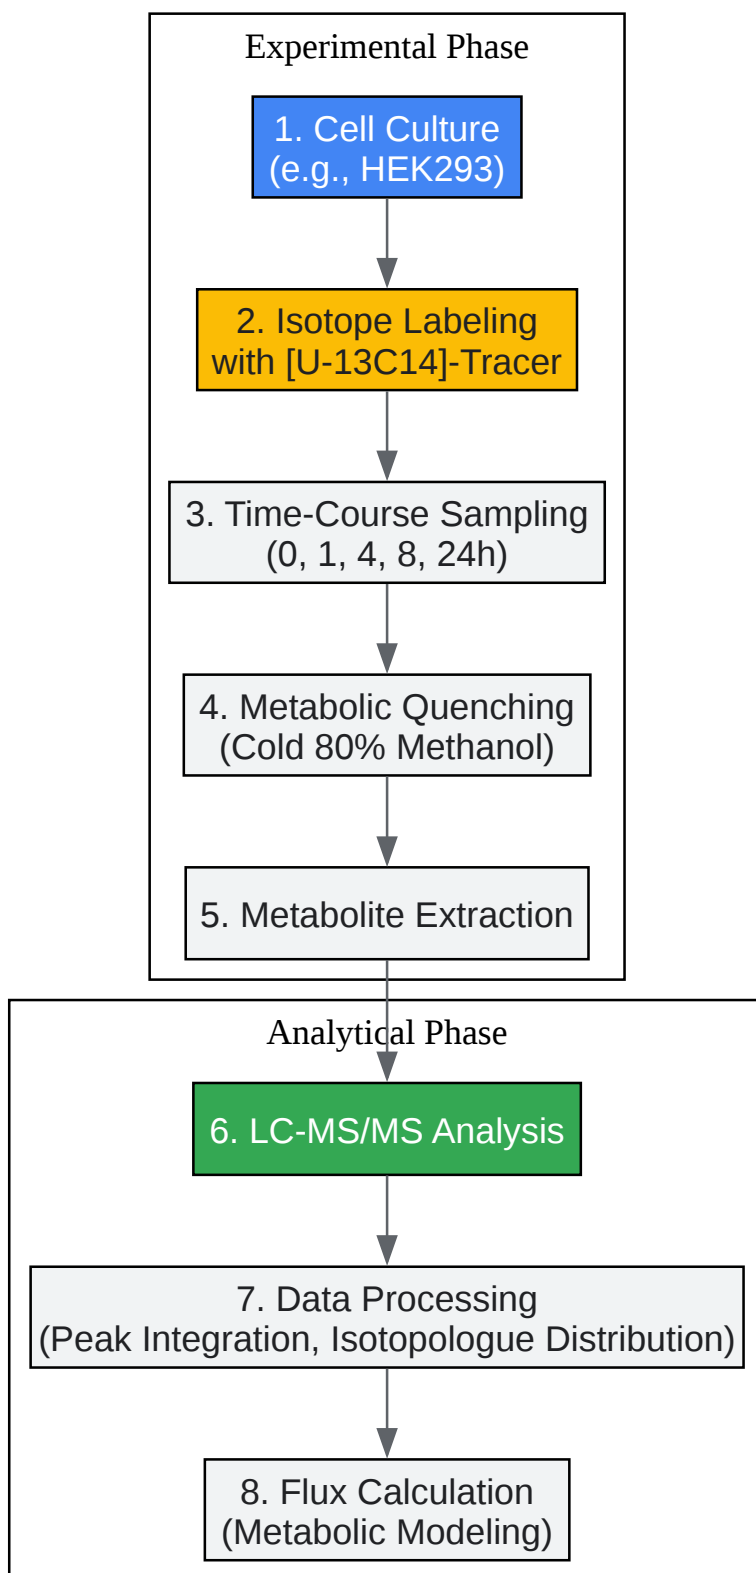 Experimental Phase
1. Cell Culture
(e.g., HEK293)
2. Isotope Labeling
with [U-13C14]-Tracer
3. Time-Course Sampling
(0, 1, 4, 8, 24h)
4. Metabolic Quenching
(Cold 80% Methanol)
5. Metabolite Extraction
Analytical Phase
6. LC-MS/MS Analysis
7. Data Processing
(Peak Integration, Isotopologue Distribution)
8. Flux Calculation
(Metabolic Modeling)